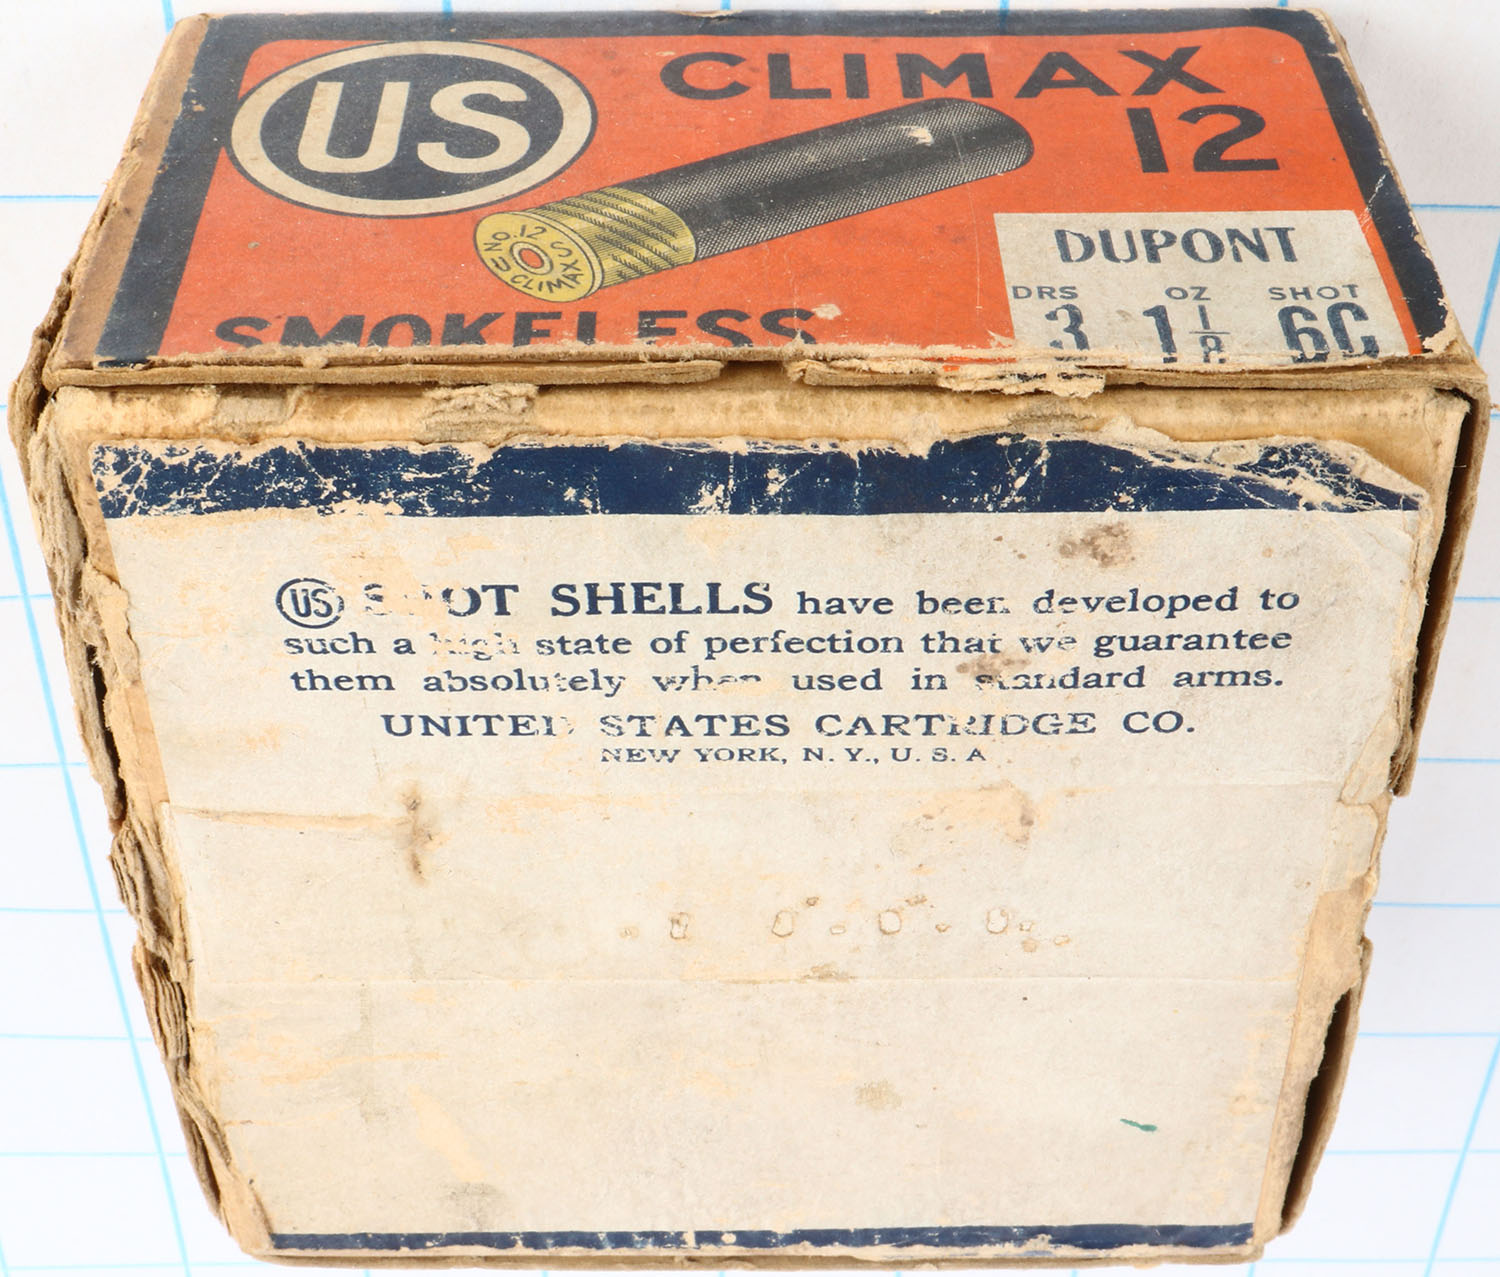 US
CLIMAX
12
No. 12
US
CLIMAX
SMOKELESS
DUPONT
DRS OZ SHOT
3 1 1/8 6C
US SHOT SHELLS have been developed to
such a high state of perfection that we guarantee
them absolutely when used in standard arms.
UNITED STATES CARTRIDGE CO.
NEW YORK, N. Y., U. S. A